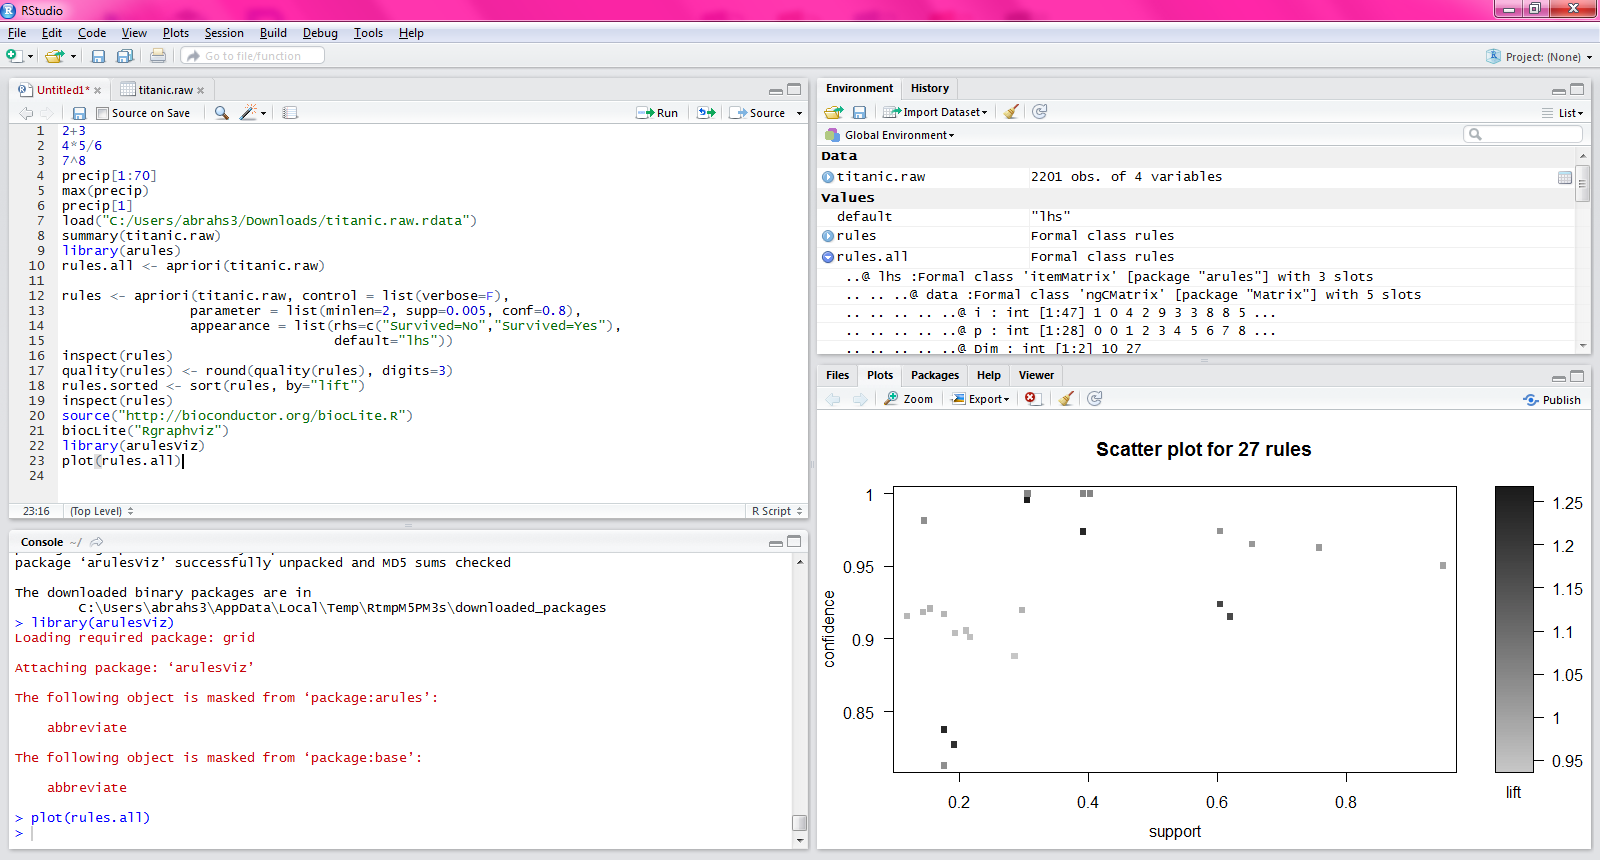 RStudio
File Edit Code View Plots Session Build Debug Tools Help
Go to file/function
Project: (None)
Untitled1* titanic.raw
Source on Save Run Source
1 2+3
2 4*5/6
3 7^8
4 precip[1:70]
5 max(precip)
6 precip[1]
7 load("C:/Users/abrahs3/Downloads/titanic.raw.rdata")
8 summary(titanic.raw)
9 library(arules)
10 rules.all <- apriori(titanic.raw)
11
12 rules <- apriori(titanic.raw, control = list(verbose=F),
13 parameter = list(minlen=2, supp=0.005, conf=0.8),
14 appearance = list(rhs=c("Survived=No","Survived=Yes"),
15 default="lhs"))
16 inspect(rules)
17 quality(rules) <- round(quality(rules), digits=3)
18 rules.sorted <- sort(rules, by="lift")
19 inspect(rules)
20 source("http://bioconductor.org/biocLite.R")
21 biocLite("Rgraphviz")
22 library(arulesViz)
23 plot(rules.all)
24
23:16 (Top Level) R Script
Console ~/
package ‘arulesViz’ successfully unpacked and MD5 sums checked
The downloaded binary packages are in
C:\Users\abrahs3\AppData\Local\Temp\RtmpM5PM3s\downloaded_packages
> library(arulesViz)
Loading required package: grid
Attaching package: ‘arulesViz’
The following object is masked from ‘package:arules’:
abbreviate
The following object is masked from ‘package:base’:
abbreviate
> plot(rules.all)
>
Environment History
Import Dataset List
Global Environment
Data
titanic.raw 2201 obs. of 4 variables
Values
default "lhs"
rules Formal class rules
rules.all Formal class rules
..@ lhs :Formal class 'itemMatrix' [package "arules"] with 3 slots
.. .. ..@ data :Formal class 'ngCMatrix' [package "Matrix"] with 5 slots
.. .. .. .. ..@ i : int [1:47] 1 0 4 2 9 3 3 8 8 5 ...
.. .. .. .. ..@ p : int [1:28] 0 0 1 2 3 4 5 6 7 8 ...
.. .. .. .. ..@ Dim : int [1:2] 10 27
Files Plots Packages Help Viewer
Zoom Export Publish
Scatter plot for 27 rules
1
0.95
0.9
0.85
confidence
0.2 0.4 0.6 0.8
support
1.25
1.2
1.15
1.1
1.05
1
0.95
lift